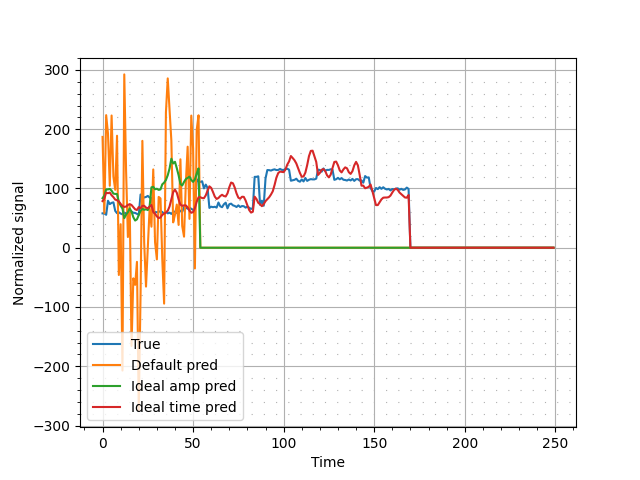 300
200
100
0
−100
−200
−300
Normalized signal
True
Default pred
Ideal amp pred
Ideal time pred
0 50 100 150 200 250
Time